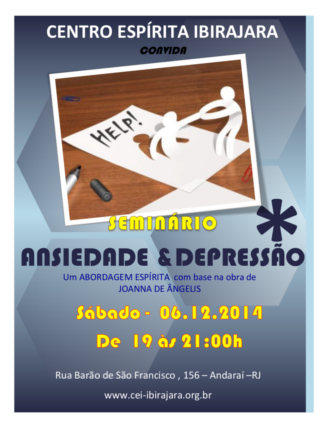 CENTRO ESPÍRITA IBIRAJARA
CONVIDA
HELP!
SEMINÁRIO
ANSIEDADE & DEPRESSÃO
Um ABORDAGEM ESPÍRITA com base na obra de
JOANNA DE ÂNGELIS
Sábado - 06.12.2014
De 19 às 21:00h
Rua Barão de São Francisco , 156 – Andaraí –RJ
www.cei-ibirajara.org.br